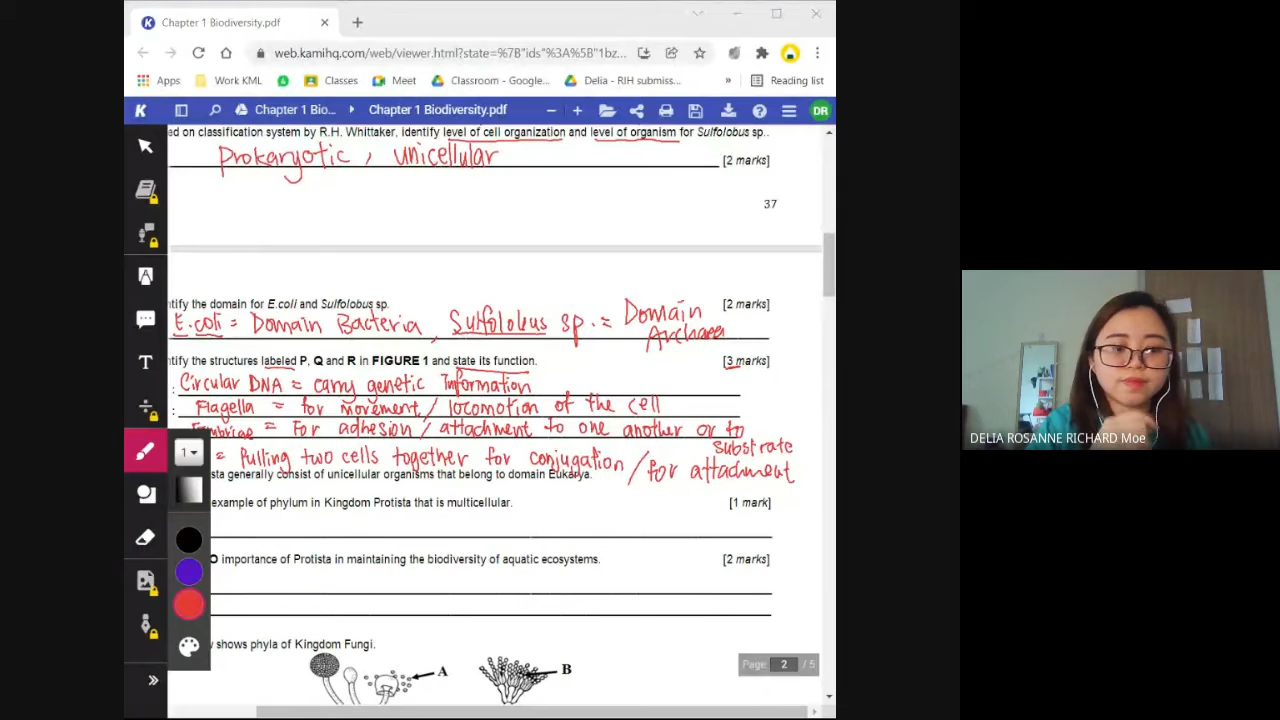 Chapter 1 Biodiversity.pdf
web.kamihq.com/web/viewer.html?state=%7B"ids"%3A%5B"1bz...
Apps Work KML Classes Meet Classroom - Google... Delia - RIH submiss... » Reading list
K Chapter 1 Bio... Chapter 1 Biodiversity.pdf DR
ed on classification system by R.H. Whittaker, identify level of cell organization and level of organism for Sulfolobus sp..
Prokaryotic, unicellular [2 marks]
37
ntify the domain for E.coli and Sulfolobus sp. [2 marks]
E.coli = Domain Bacteria, Sulfolobus sp. = Domain
Archaea
ntify the structures labeled P, Q and R in FIGURE 1 and state its function. [3 marks]
: Circular DNA = carry genetic Information
: Flagella = for movement / locomotion of the cell
= For adhesion / attachment to one another or to
substrate
= Pulling two cells together for conjugation / for attachment
sta generally consist of unicellular organisms that belong to domain Eukarya.
example of phylum in Kingdom Protista that is multicellular. [1 mark]
O importance of Protista in maintaining the biodiversity of aquatic ecosystems. [2 marks]
w shows phyla of Kingdom Fungi.
A B
Page: 2 / 5
1
T
A
DELIA ROSANNE RICHARD Moe